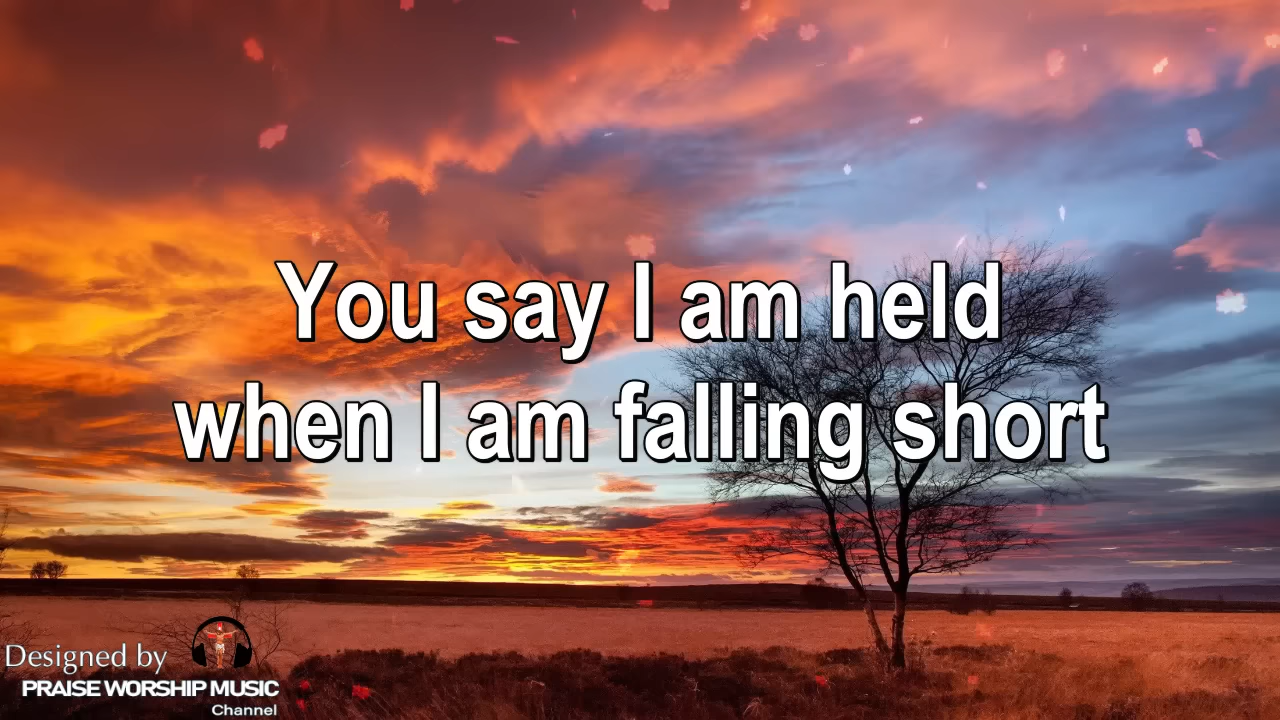 You say I am held
when I am falling short
Designed by
PRAISE WORSHIP MUSIC
Channel